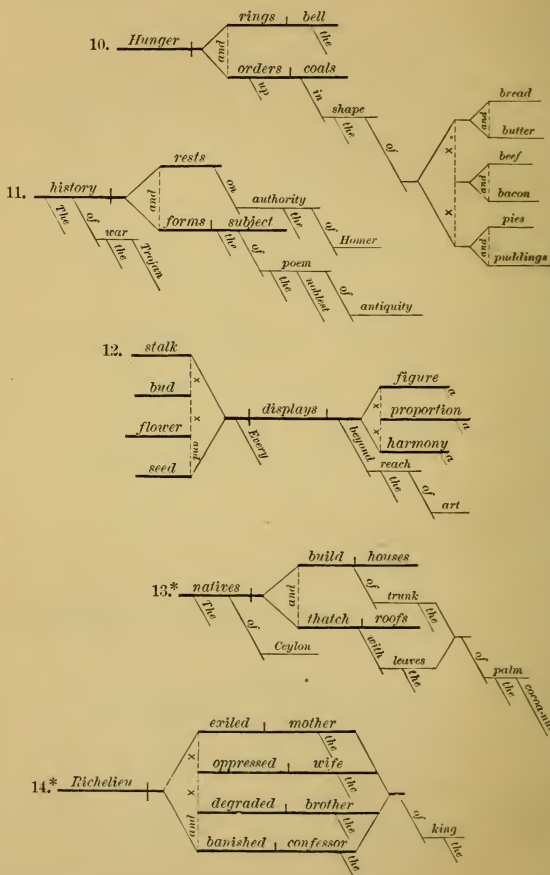 10. Hunger and rings bell the
orders up coals in the shape of
bread and butter
x
beef and bacon
x
pies and puddings
11. The history of the Trojan war and rests on the authority of Homer
forms the subject of the noblest poem of antiquity
12. stalk x
bud x
flower and
seed
Every displays beyond the reach of art
figure a
x
proportion a
x
harmony a
13.* The natives of Ceylon and build houses of the trunk
thatch roofs with the leaves
of the cocoa-nut palm
14.* Richelieu x x and
exiled mother the
oppressed wife the
degraded brother the
banished confessor the
of the king